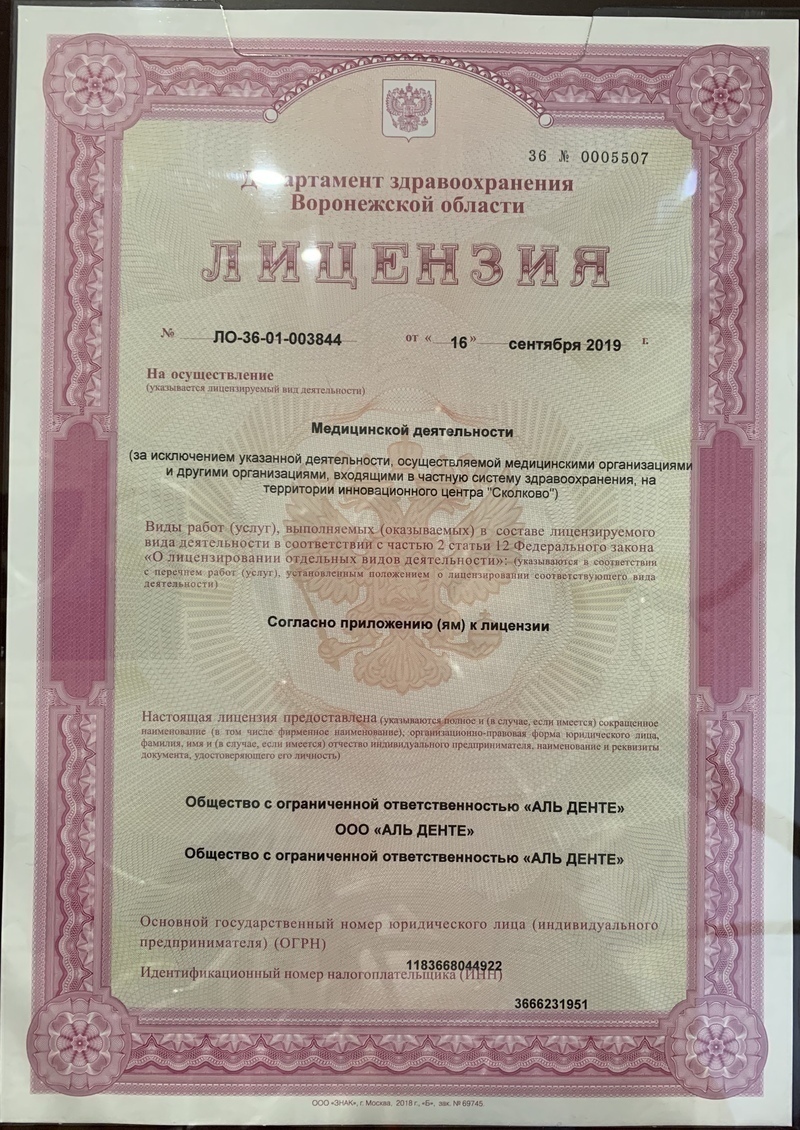 36 № 0005507
Департамент здравоохранения
Воронежской области
ЛИЦЕНЗИЯ
№ ЛО-36-01-003844 от « 16 » сентября 2019 г.
На осуществление
(указывается лицензируемый вид деятельности)
Медицинской деятельности
(за исключением указанной деятельности, осуществляемой медицинскими организациями
и другими организациями, входящими в частную систему здравоохранения, на
территории инновационного центра "Сколково")
Виды работ (услуг), выполняемых (оказываемых) в составе лицензируемого
вида деятельности в соответствии с частью 2 статьи 12 Федерального закона
«О лицензировании отдельных видов деятельности»: (указываются в соответствии
с перечнем работ (услуг), установленным положением о лицензировании соответствующего вида
деятельности)
Согласно приложению (ям) к лицензии
Настоящая лицензия предоставлена (указываются полное и (в случае, если имеется) сокращенное
наименование (в том числе фирменное наименование), организационно-правовая форма юридического лица,
фамилия, имя и (в случае, если имеется) отчество индивидуального предпринимателя, наименование и реквизиты
документа, удостоверяющего его личность)
Общество с ограниченной ответственностью «АЛЬ ДЕНТЕ»
ООО «АЛЬ ДЕНТЕ»
Общество с ограниченной ответственностью «АЛЬ ДЕНТЕ»
Основной государственный номер юридического лица (индивидуального
предпринимателя) (ОГРН)
1183668044922
Идентификационный номер налогоплательщика (ИНН)
3666231951
ООО «ЗНАК», г. Москва, 2018 г., «Б», зак. № 69745